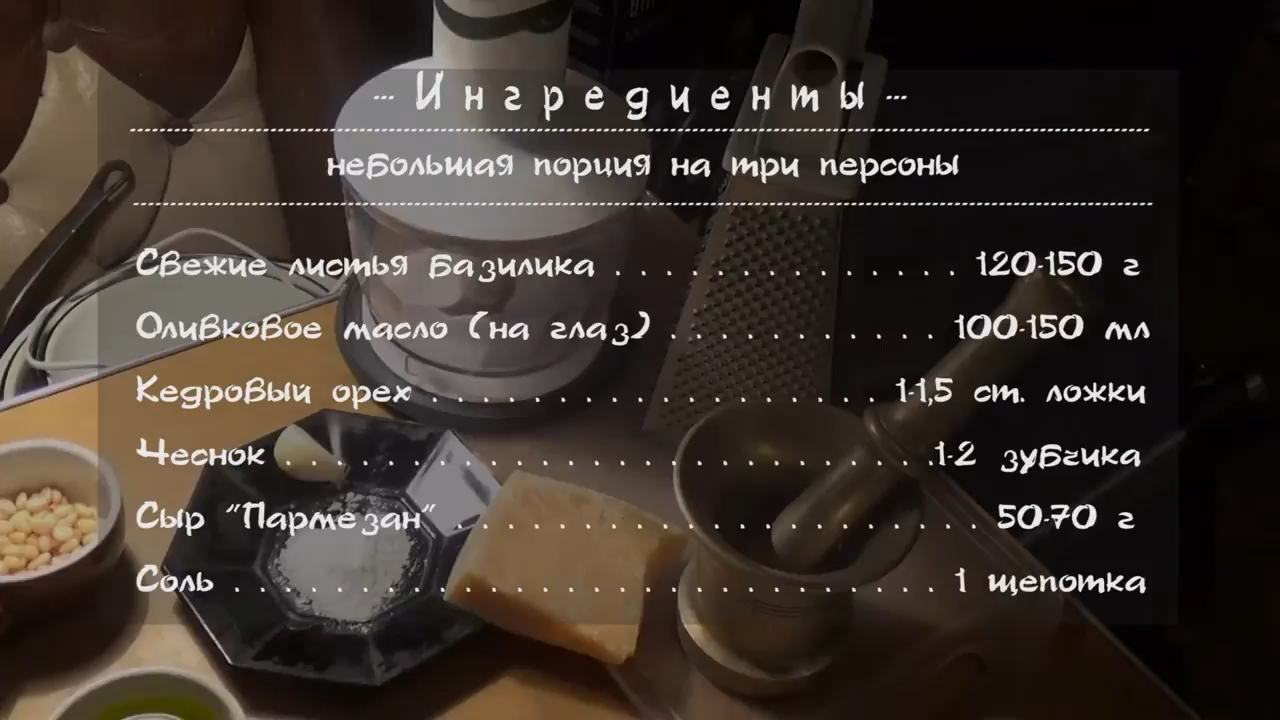 --- Ингредиенты ---
небольшая порция на три персоны
Свежие листья базилика . . . . . . . . . . . . . . 120-150 г
Оливковое масло (на глаз) . . . . . . . . . . . 100-150 мл
Кедровый орех . . . . . . . . . . . . . . . . . . 1-1,5 ст. ложки
Чеснок . . . . . . . . . . . . . . . . . . . . . . . . . . 1-2 зубчика
Сыр "Пармезан" . . . . . . . . . . . . . . . . . . . . 50-70 г
Соль . . . . . . . . . . . . . . . . . . . . . . . . . . . . 1 щепотка